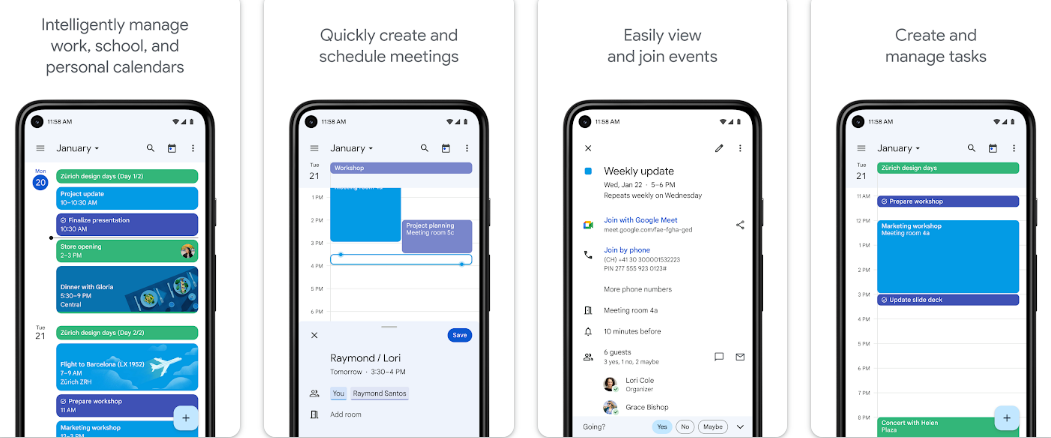 Intelligently manage
work, school, and
personal calendars
11:58 AM
January
Mon
20
Zürich design days (Day 1/2)
Project update
10–10:30 AM
Finalize presentation
10:30 AM
Store opening
2–3 PM
Dinner with Gloria
5:30–9 PM
Central
Tue
21
Zürich design days (Day 2/2)
Flight to Barcelona (LX 1952)
7–9 AM
Zürich ZRH
Prepare workshop
11 AM
Marketing workshop
12–3 PM
Quickly create and
schedule meetings
11:58 AM
January
Tue
21
Workshop
1 PM
2 PM
Project planning
Meeting room 5c
3 PM
4 PM
5 PM
6 PM
Save
Raymond / Lori
Tomorrow · 3:30–4 PM
You Raymond Santos
Add room
Easily view
and join events
11:58 AM
Weekly update
Wed, Jan 22 · 5–6 PM
Repeats weekly on Wednesday
Join with Google Meet
meet.google.com/fae-fgha-ged
Join by phone
(CH) +41 30 300001532223
PIN 277 555 923 0123#
More phone numbers
Meeting room 4a
10 minutes before
6 guests
3 yes, 1 no, 2 maybe
Lori Cole
Organizer
Grace Bishop
Going?
Yes
No
Maybe
Create and
manage tasks
11:58 AM
January
Tue
21
Zürich design days
11 AM
Prepare workshop
12 PM
Marketing workshop
Meeting room 4a
1 PM
2 PM
3 PM
Update slide deck
4 PM
5 PM
6 PM
7 PM
8 PM
Concert with Helen
Plaza